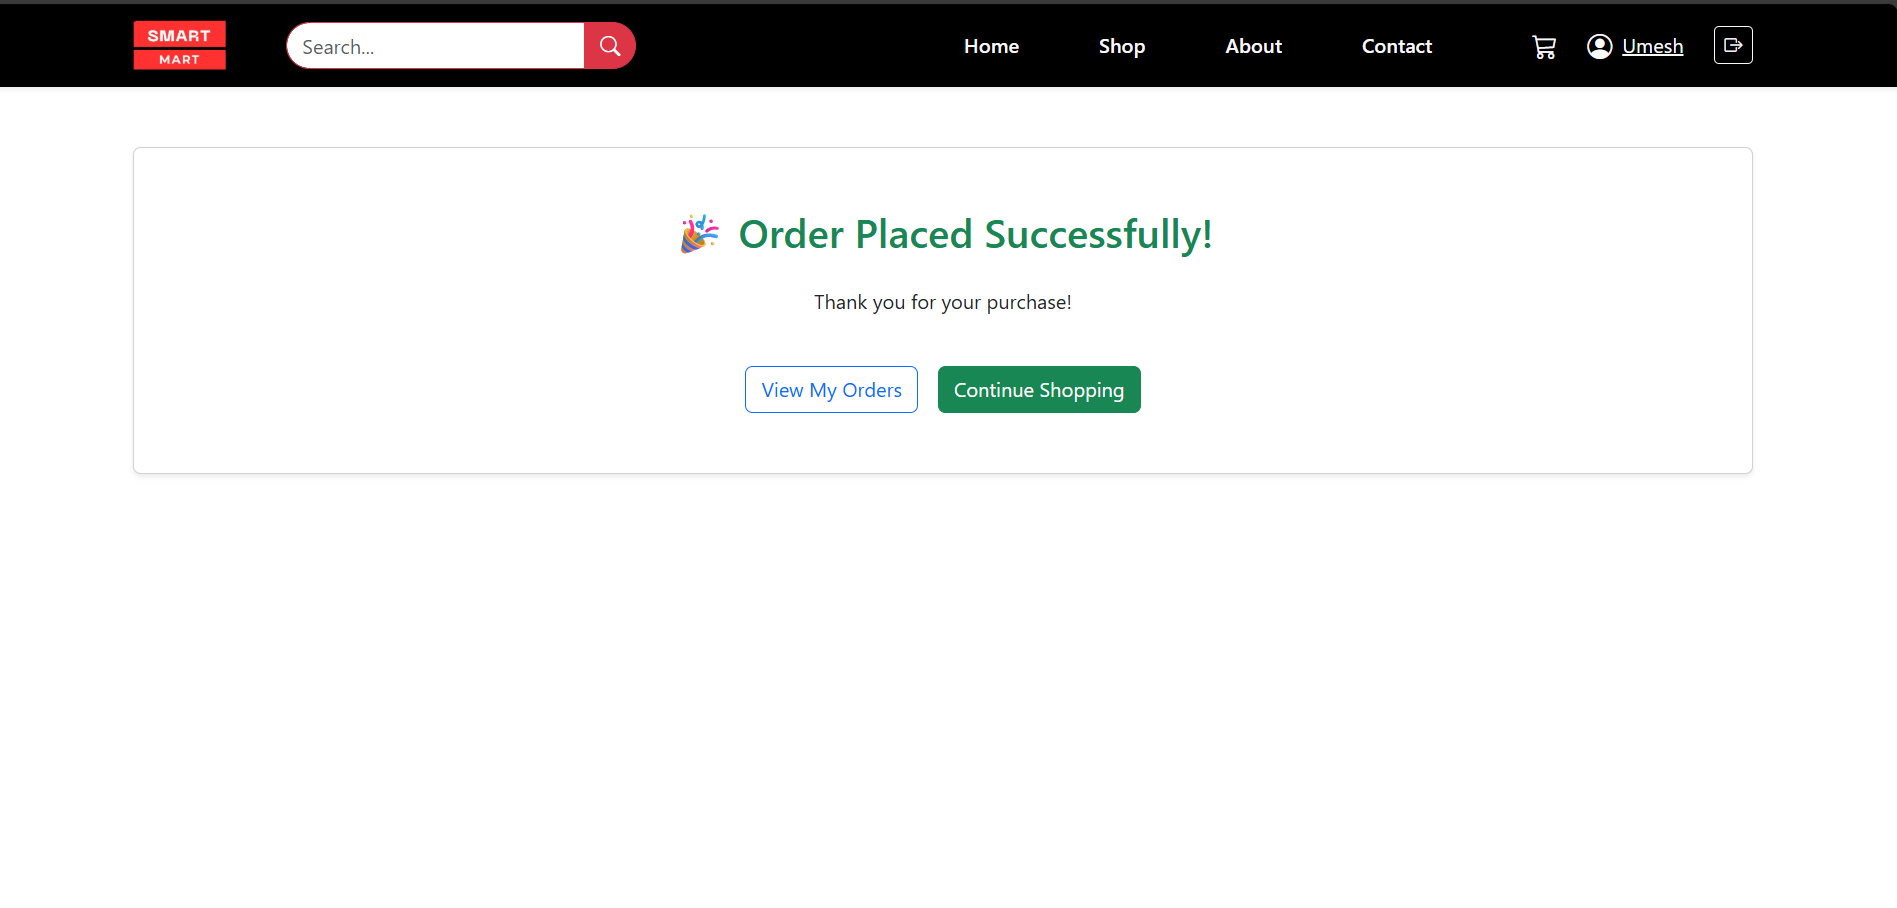 SMART
MART
Search...
Home
Shop
About
Contact
Umesh
🎉 Order Placed Successfully!
Thank you for your purchase!
View My Orders
Continue Shopping